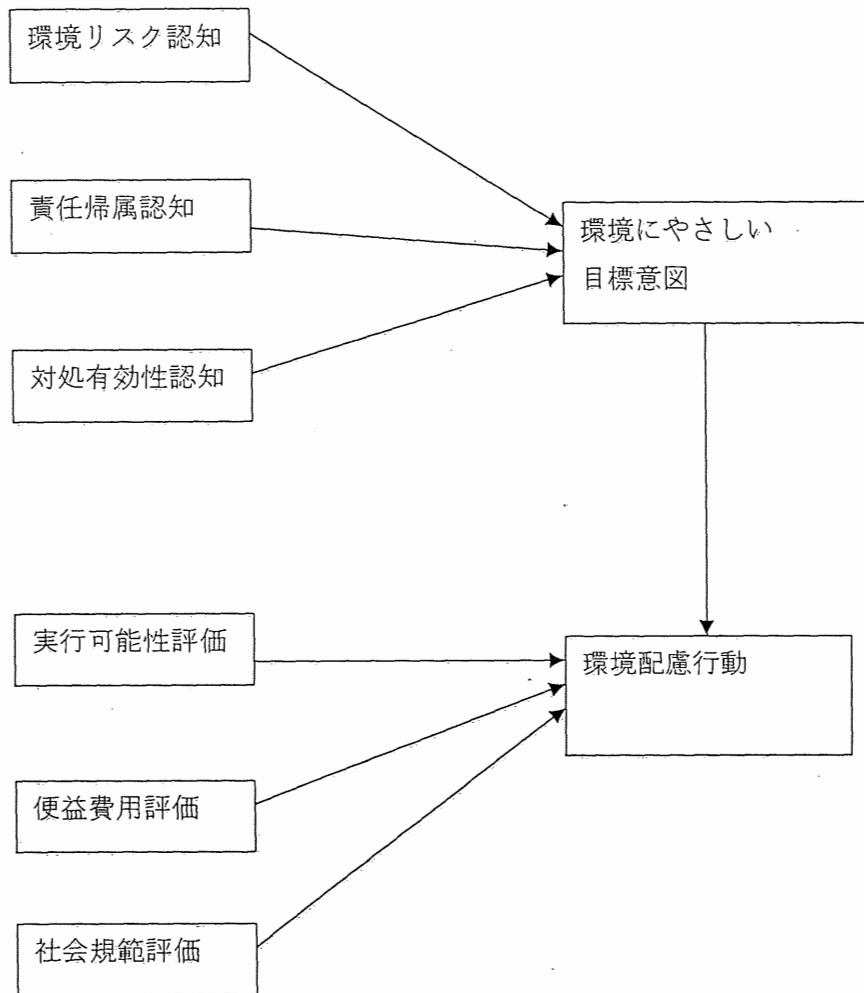 環境リスク認知
責任帰属認知
環境にやさしい
目標意図
対処有効性認知
実行可能性評価
環境配慮行動
便益費用評価
社会規範評価